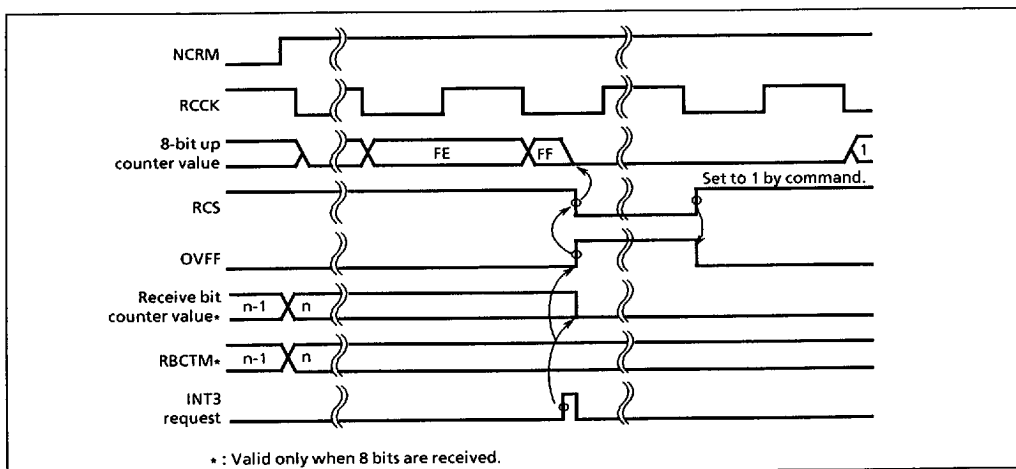 NCRM
RCCK
8-bit up
counter value
FE
FF
1
Set to 1 by command.
RCS
OVFF
Receive bit
counter value*
n-1
n
RBCTM*
n-1
n
INT3
request
* : Valid only when 8 bits are received.